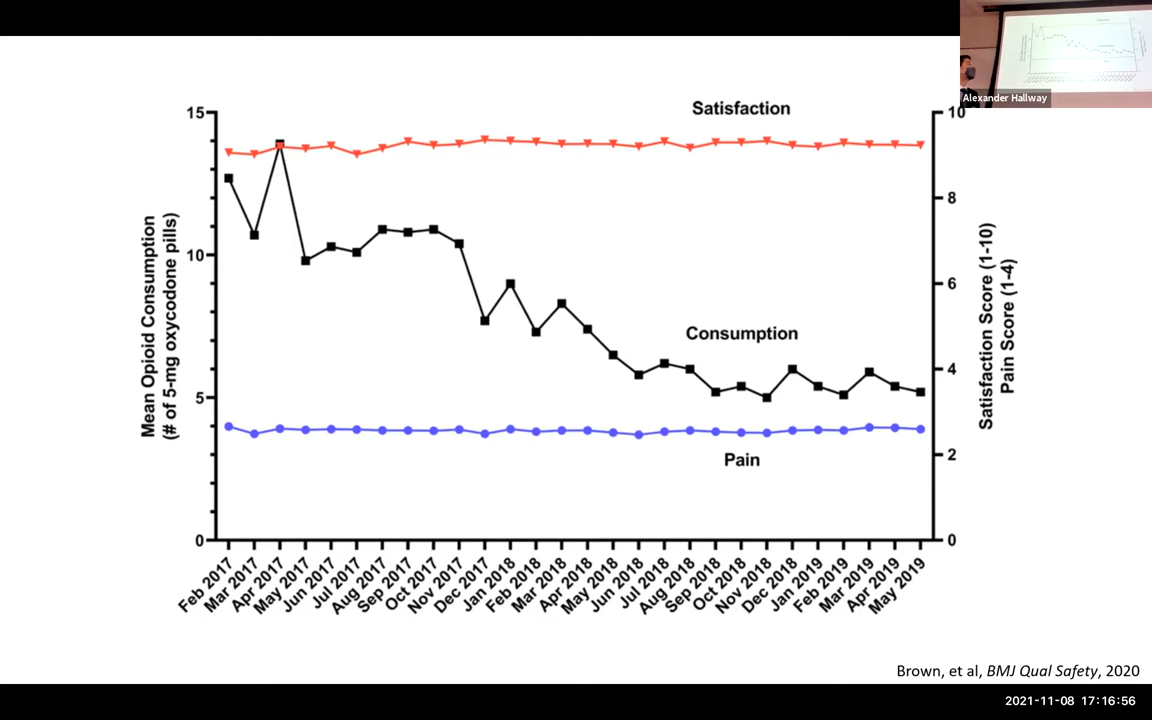 Satisfaction
15
10
5
0
Mean Opioid Consumption
(# of 5-mg oxycodone pills)
Consumption
Pain
10
8
6
4
2
0
Satisfaction Score (1-10)
Pain Score (1-4)
Feb 2017
Mar 2017
Apr 2017
May 2017
Jun 2017
Jul 2017
Aug 2017
Sep 2017
Oct 2017
Nov 2017
Dec 2017
Jan 2018
Feb 2018
Mar 2018
Apr 2018
May 2018
Jun 2018
Jul 2018
Aug 2018
Sep 2018
Oct 2018
Nov 2018
Dec 2018
Jan 2019
Feb 2019
Mar 2019
Apr 2019
May 2019
Alexander Hallway
Brown, et al, BMJ Qual Safety, 2020
2021-11-08 17:16:56